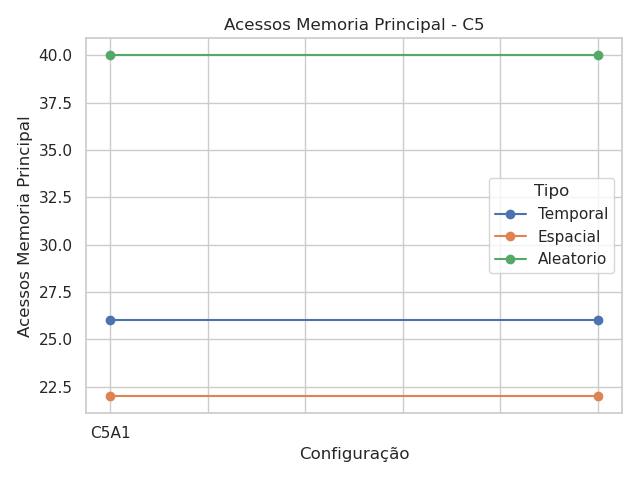 Acessos Memoria Principal - C5
Acessos Memoria Principal
40.0
37.5
35.0
32.5
30.0
27.5
25.0
22.5
Tipo
Temporal
Espacial
Aleatorio
C5A1
Configuração